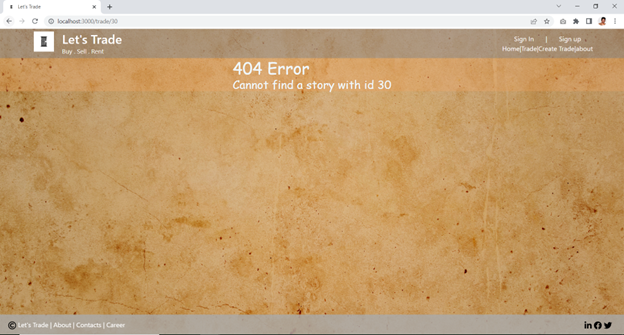 Let's Trade
localhost:3000/trade/30
Let's Trade
Buy . Sell . Rent
Sign In | Sign up
Home|Trade|Create Trade|about
404 Error
Cannot find a story with id 30
© Let's Trade | About | Contacts | Career